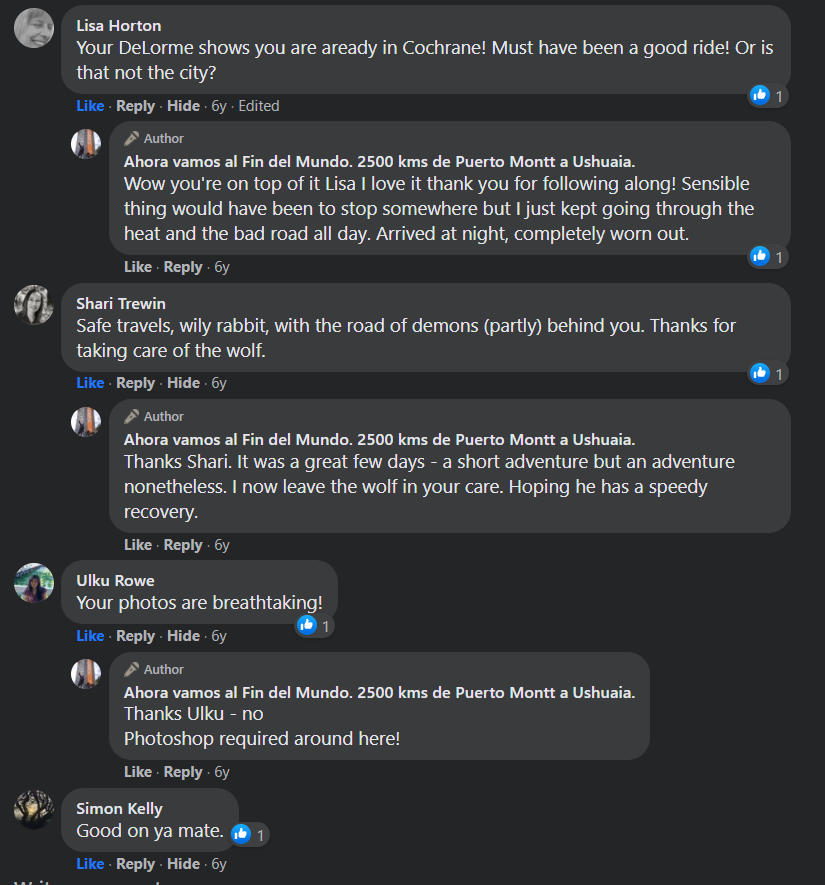 Lisa Horton
Your DeLorme shows you are aready in Cochrane! Must have been a good ride! Or is
that not the city?
1
Like · Reply · Hide · 6y · Edited
Author
Ahora vamos al Fin del Mundo. 2500 kms de Puerto Montt a Ushuaia.
Wow you're on top of it Lisa I love it thank you for following along! Sensible
thing would have been to stop somewhere but I just kept going through the
heat and the bad road all day. Arrived at night, completely worn out.
1
Like · Reply · 6y
Shari Trewin
Safe travels, wily rabbit, with the road of demons (partly) behind you. Thanks for
taking care of the wolf.
1
Like · Reply · Hide · 6y
Author
Ahora vamos al Fin del Mundo. 2500 kms de Puerto Montt a Ushuaia.
Thanks Shari. It was a great few days - a short adventure but an adventure
nonetheless. I now leave the wolf in your care. Hoping he has a speedy
recovery.
Like · Reply · 6y
Ulku Rowe
Your photos are breathtaking!
1
Like · Reply · Hide · 6y
Author
Ahora vamos al Fin del Mundo. 2500 kms de Puerto Montt a Ushuaia.
Thanks Ulku - no
Photoshop required around here!
Like · Reply · 6y
Simon Kelly
Good on ya mate.
1
Like · Reply · Hide · 6y